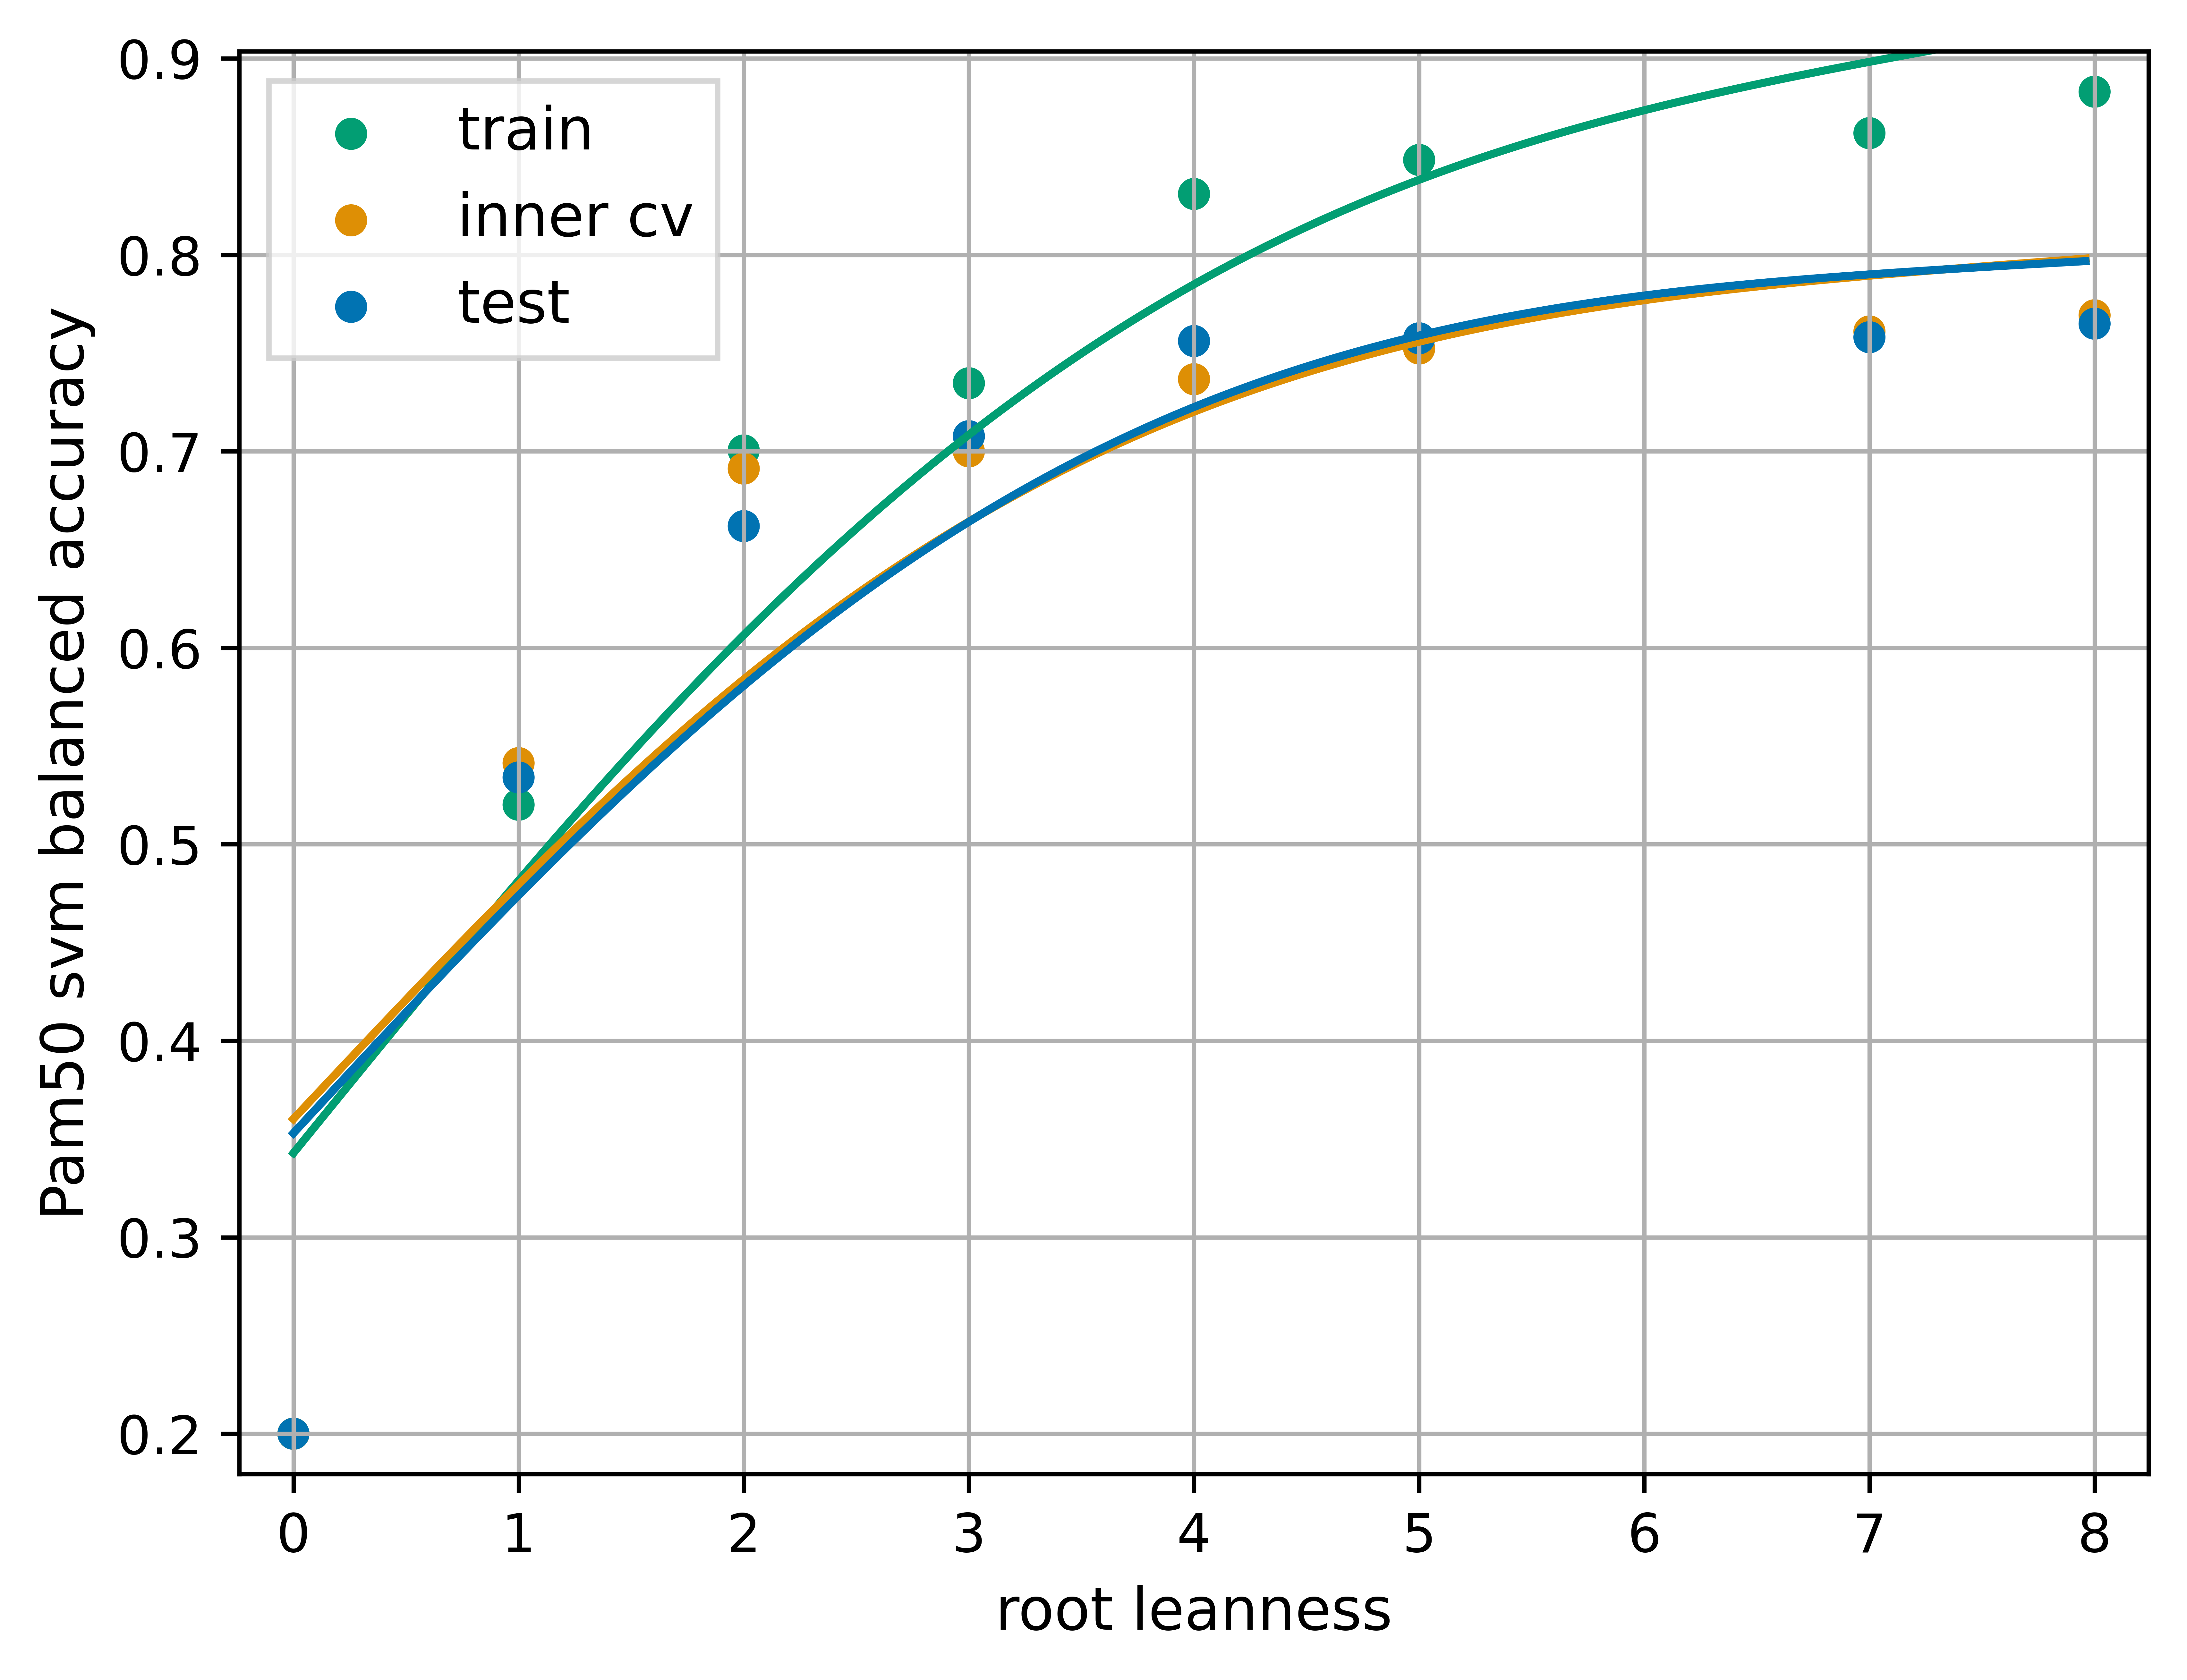 0.9
0.8
0.7
0.6
0.5
0.4
0.3
0.2
Pam50 svm balanced accuracy
train
inner cv
test
0 1 2 3 4 5 6 7 8
root leanness